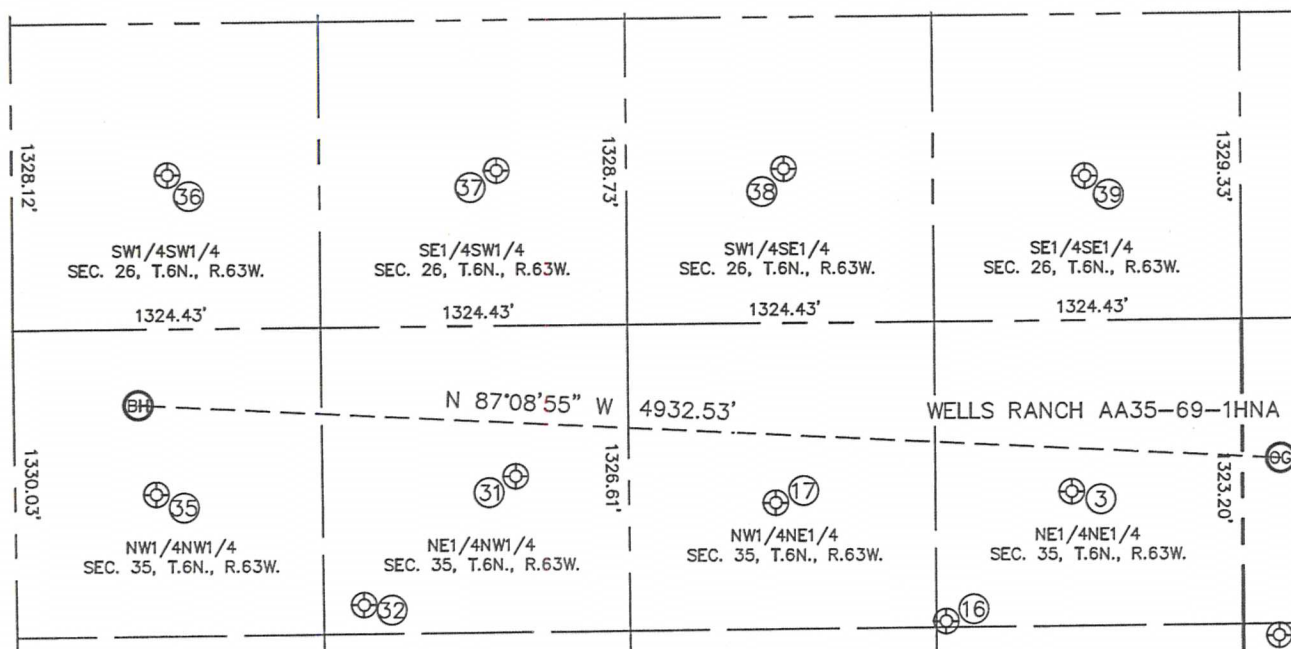 1328.12'
1328.73'
1329.33'
36
37
38
39
SW1/4SW1/4
SEC. 26, T.6N., R.63W.
SE1/4SW1/4
SEC. 26, T.6N., R.63W.
SW1/4SE1/4
SEC. 26, T.6N., R.63W.
SE1/4SE1/4
SEC. 26, T.6N., R.63W.
1324.43'
1324.43'
1324.43'
1324.43'
BH
N 87°08'55" W 4932.53'
WELLS RANCH AA35-69-1HNA
OG
1330.03'
1326.61'
1323.20'
35
31
17
3
NW1/4NW1/4
SEC. 35, T.6N., R.63W.
NE1/4NW1/4
SEC. 35, T.6N., R.63W.
NW1/4NE1/4
SEC. 35, T.6N., R.63W.
NE1/4NE1/4
SEC. 35, T.6N., R.63W.
32
16